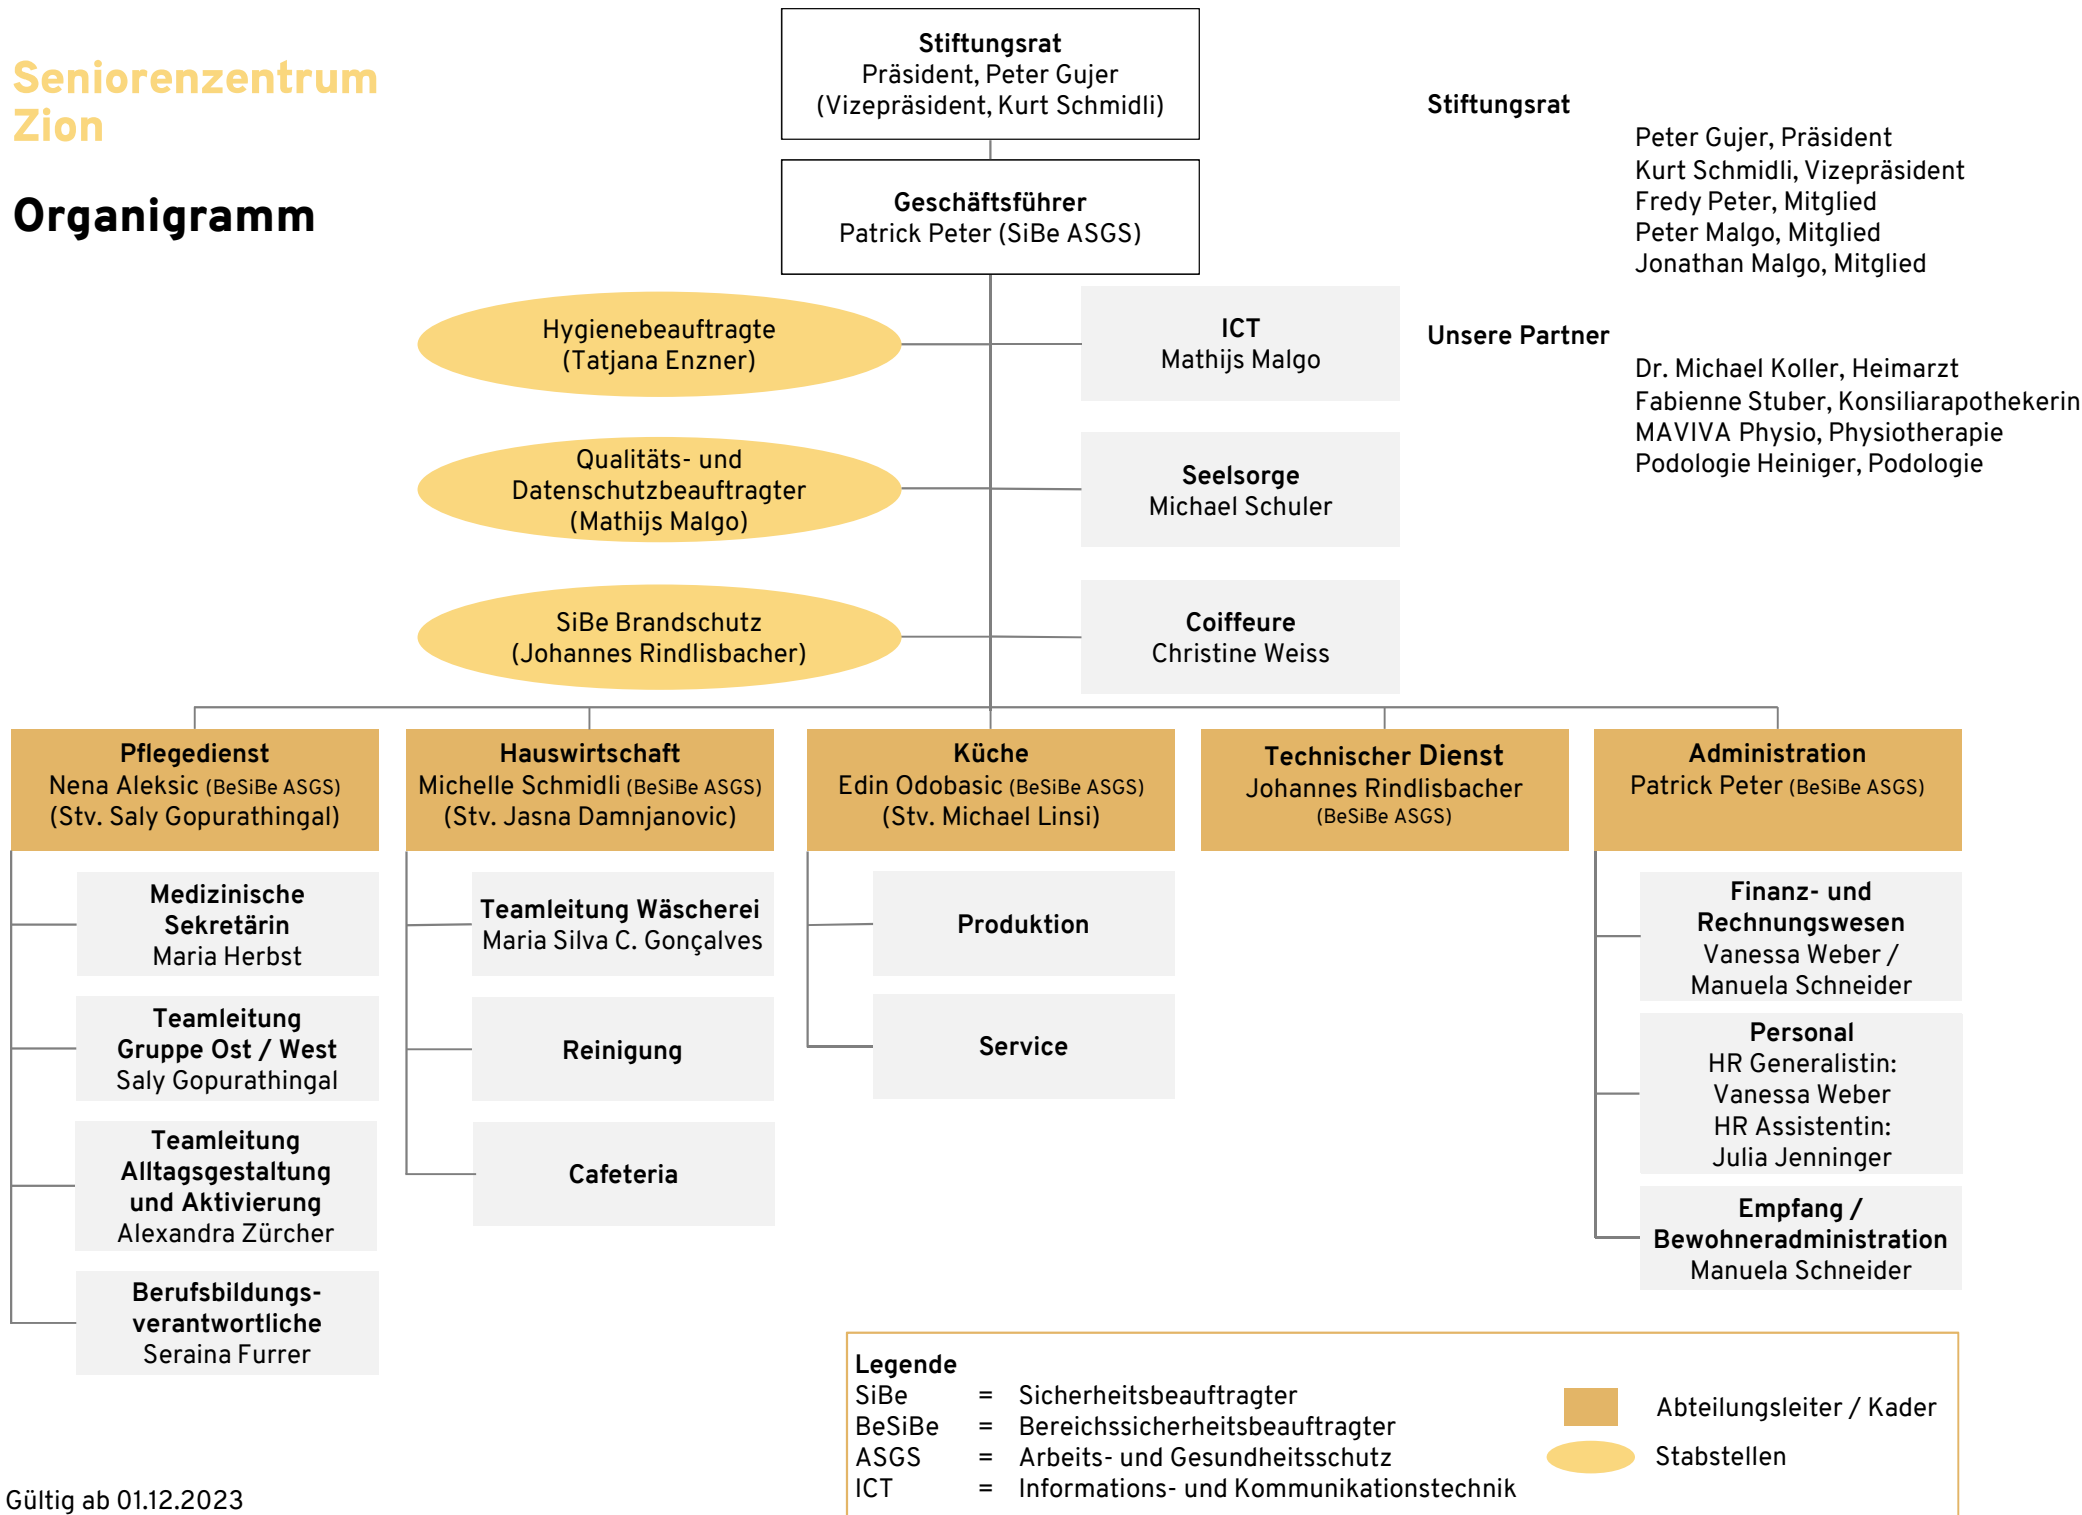 Seniorenzentrum
Zion
Organigramm
Stiftungsrat
Präsident, Peter Gujer
(Vizepräsident, Kurt Schmidli)
Geschäftsführer
Patrick Peter (SiBe ASGS)
Stiftungsrat
Peter Gujer, Präsident
Kurt Schmidli, Vizepräsident
Fredy Peter, Mitglied
Peter Malgo, Mitglied
Jonathan Malgo, Mitglied
Unsere Partner
Dr. Michael Koller, Heimarzt
Fabienne Stuber, Konsiliarapothekerin
MAVIVA Physio, Physiotherapie
Podologie Heiniger, Podologie
Hygienebeauftragte
(Tatjana Enzner)
ICT
Mathijs Malgo
Qualitäts- und
Datenschutzbeauftragter
(Mathijs Malgo)
Seelsorge
Michael Schuler
SiBe Brandschutz
(Johannes Rindlisbacher)
Coiffeure
Christine Weiss
Pflegedienst
Nena Aleksic (BeSiBe ASGS)
(Stv. Saly Gopurathingal)
Medizinische
Sekretärin
Maria Herbst
Teamleitung
Gruppe Ost / West
Saly Gopurathingal
Teamleitung
Alltagsgestaltung
und Aktivierung
Alexandra Zürcher
Berufsbildungs-
verantwortliche
Seraina Furrer
Hauswirtschaft
Michelle Schmidli (BeSiBe ASGS)
(Stv. Jasna Damnjanovic)
Teamleitung Wäscherei
Maria Silva C. Gonçalves
Reinigung
Cafeteria
Küche
Edin Odobasic (BeSiBe ASGS)
(Stv. Michael Linsi)
Produktion
Service
Technischer Dienst
Johannes Rindlisbacher
(BeSiBe ASGS)
Administration
Patrick Peter (BeSiBe ASGS)
Finanz- und
Rechnungswesen
Vanessa Weber /
Manuela Schneider
Personal
HR Generalistin:
Vanessa Weber
HR Assistentin:
Julia Jenninger
Empfang /
Bewohneradministration
Manuela Schneider
Legende
SiBe = Sicherheitsbeauftragter
BeSiBe = Bereichssicherheitsbeauftragter
ASGS = Arbeits- und Gesundheitsschutz
ICT = Informations- und Kommunikationstechnik
Abteilungsleiter / Kader
Stabstellen
Gültig ab 01.12.2023